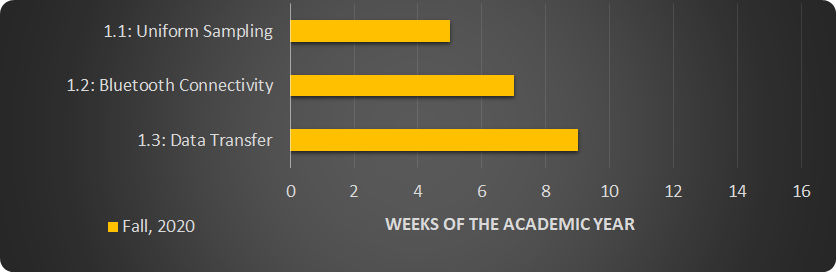 1.1: Uniform Sampling
1.2: Bluetooth Connectivity
1.3: Data Transfer
0 2 4 6 8 10 12 14 16
WEEKS OF THE ACADEMIC YEAR
Fall, 2020